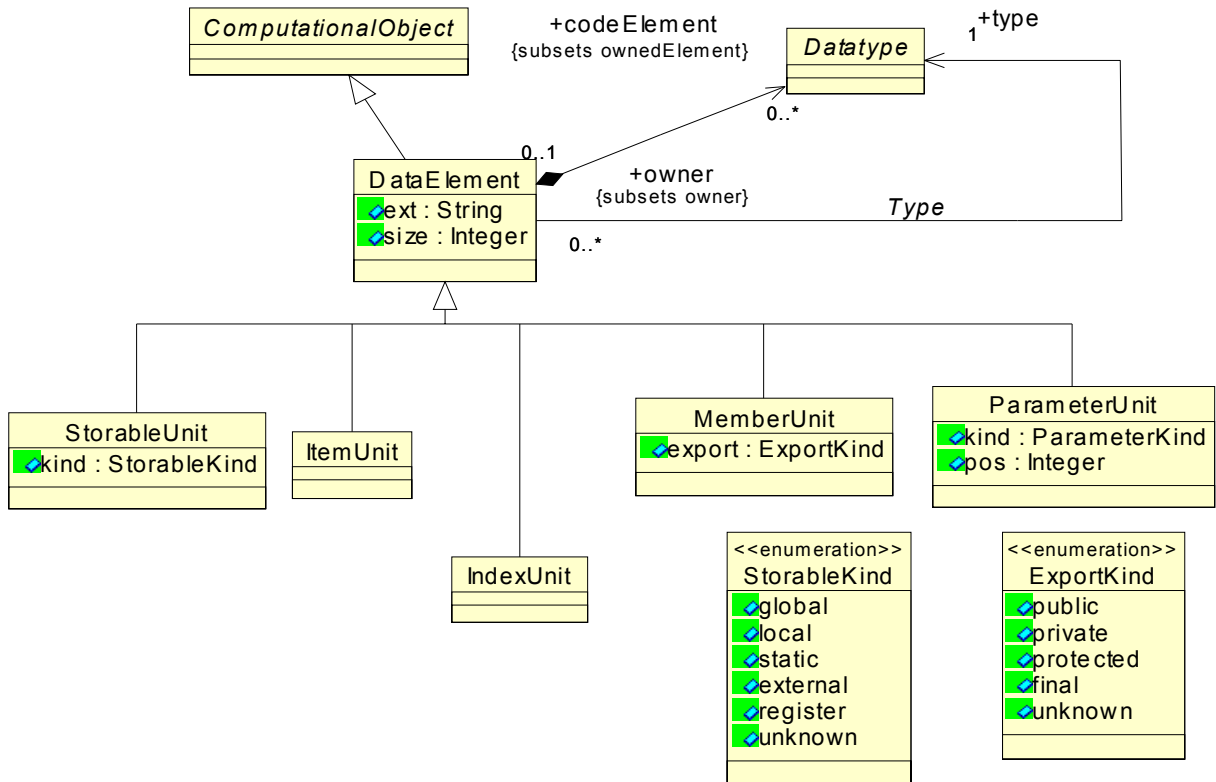 ComputationalObject
+codeElement
{subsets ownedElement}
Datatype
1
+type
0..*
0..1
DataElement
ext : String
size : Integer
+owner
{subsets owner}
Type
0..*
StorableUnit
kind : StorableKind
ItemUnit
IndexUnit
MemberUnit
export : ExportKind
ParameterUnit
kind : ParameterKind
pos : Integer
<<enumeration>>
StorableKind
global
local
static
external
register
unknown
<<enumeration>>
ExportKind
public
private
protected
final
unknown